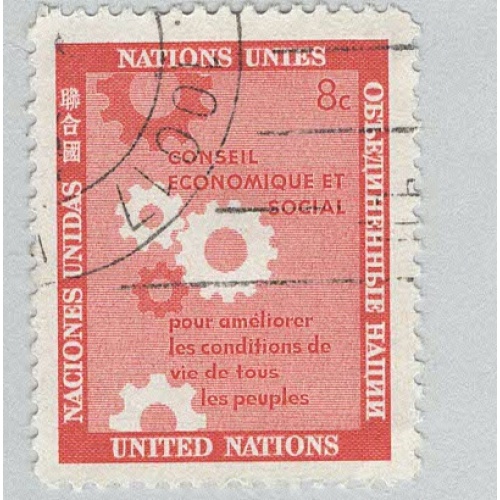 NATIONS UNIES
8c
聯合國
NACIONES UNIDAS
ОБЪЕДИНЕННЫЕ НАЦИИ
CONSEIL
ECONOMIQUE ET
SOCIAL
pour améliorer
les conditions de
vie de tous
les peuples
UNITED NATIONS